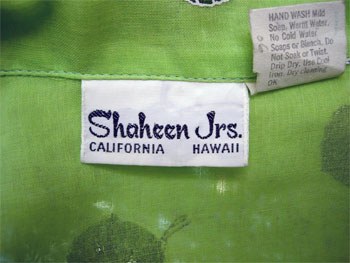 HAND WASH Mild
Soap, Warm Water.
No Cold Water
Soaps or Bleach. Do
Not Soak or Twist.
Drip Dry. Use Cool
Iron. Dry Cleaning
OK
Shaheen Jrs.
CALIFORNIA HAWAII